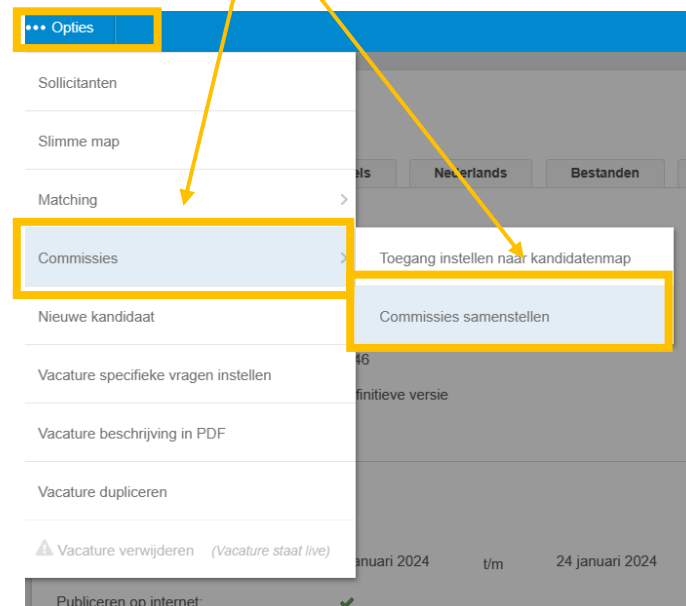 ••• Opties
Sollicitanten
Slimme map
els Nederlands Bestanden
Matching
Commissies
Toegang instellen naar kandidatenmap
Nieuwe kandidaat
Commissies samenstellen
46
Vacature specifieke vragen instellen
finitieve versie
Vacature beschrijving in PDF
Vacature dupliceren
Vacature verwijderen (Vacature staat live)
anuari 2024 t/m 24 januari 2024
Publiceren op internet: